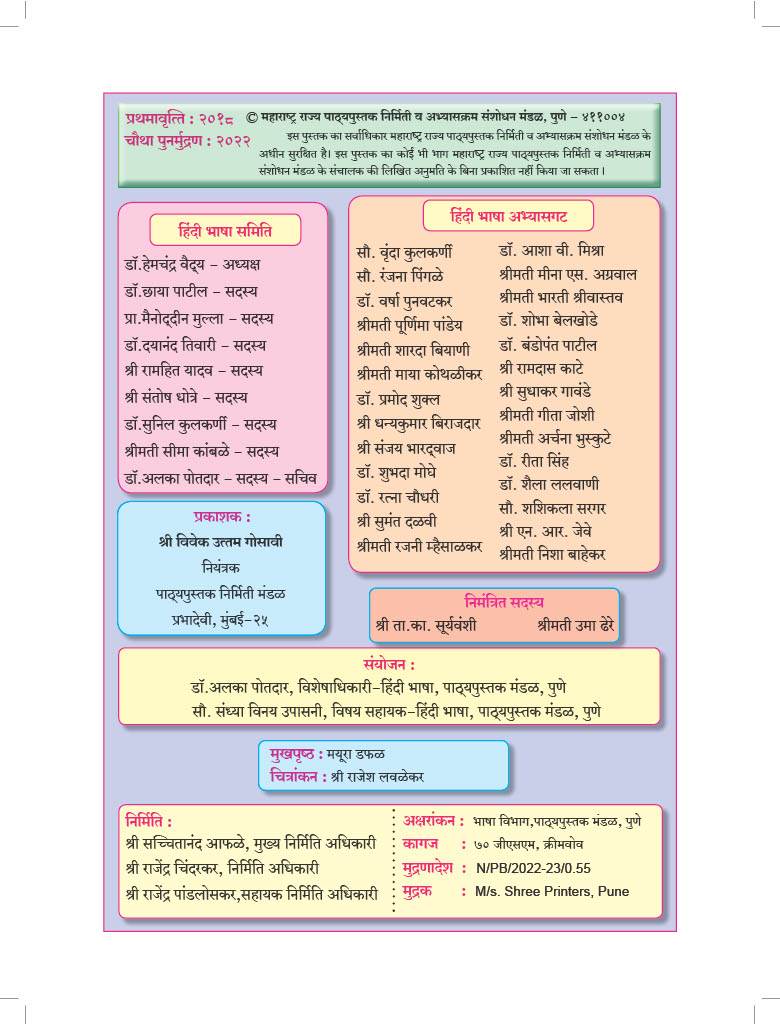 प्रथमावृत्ति : २०१८
चौथा पुनर्मुद्रण : २०२२
© महाराष्ट्र राज्य पाठ्यपुस्तक निर्मिती व अभ्यासक्रम संशोधन मंडळ, पुणे – ४११००४
इस पुस्तक का सर्वाधिकार महाराष्ट्र राज्य पाठ्यपुस्तक निर्मिती व अभ्यासक्रम संशोधन मंडळ के
अधीन सुरक्षित है। इस पुस्तक का कोई भी भाग महाराष्ट्र राज्य पाठ्यपुस्तक निर्मिती व अभ्यासक्रम
संशोधन मंडळ के संचालक की लिखित अनुमति के बिना प्रकाशित नहीं किया जा सकता।
हिंदी भाषा समिति
डॉ.हेमचंद्र वैद्य – अध्यक्ष
डॉ.छाया पाटील – सदस्य
प्रा.मैनोद्दीन मुल्ला – सदस्य
डॉ.दयानंद तिवारी – सदस्य
श्री रामहित यादव – सदस्य
श्री संतोष धोत्रे – सदस्य
डॉ.सुनिल कुलकर्णी – सदस्य
श्रीमती सीमा कांबळे – सदस्य
डॉ.अलका पोतदार – सदस्य – सचिव
प्रकाशक :
श्री विवेक उत्तम गोसावी
नियंत्रक
पाठ्यपुस्तक निर्मिती मंडळ
प्रभादेवी, मुंबई–२५
हिंदी भाषा अभ्यासगट
सौ. वृंदा कुलकर्णी
सौ. रंजना पिंगळे
डॉ. वर्षा पुनवटकर
श्रीमती पूर्णिमा पांडेय
श्रीमती शारदा बियाणी
श्रीमती माया कोथळीकर
डॉ. प्रमोद शुक्ल
श्री धन्यकुमार बिराजदार
श्री संजय भारद्वाज
डॉ. शुभदा मोघे
डॉ. रत्ना चौधरी
श्री सुमंत दळवी
श्रीमती रजनी म्हैसाळकर
डॉ. आशा वी. मिश्रा
श्रीमती मीना एस. अग्रवाल
श्रीमती भारती श्रीवास्तव
डॉ. शोभा बेलखोडे
डॉ. बंडोपंत पाटील
श्री रामदास काटे
श्री सुधाकर गावंडे
श्रीमती गीता जोशी
श्रीमती अर्चना भुस्कुटे
डॉ. रीता सिंह
डॉ. शैला ललवाणी
सौ. शशिकला सरगर
श्री एन. आर. जेवे
श्रीमती निशा बाहेकर
निमंत्रित सदस्य
श्री ता.का. सूर्यवंशी श्रीमती उमा ढेरे
संयोजन :
डॉ.अलका पोतदार, विशेषाधिकारी–हिंदी भाषा, पाठ्यपुस्तक मंडळ, पुणे
सौ. संध्या विनय उपासनी, विषय सहायक–हिंदी भाषा, पाठ्यपुस्तक मंडळ, पुणे
मुखपृष्ठ : मयूरा डफळ
चित्रांकन : श्री राजेश लवळेकर
निर्मिति :
श्री सच्चितानंद आफळे, मुख्य निर्मिति अधिकारी
श्री राजेंद्र चिंदरकर, निर्मिति अधिकारी
श्री राजेंद्र पांडलोसकर,सहायक निर्मिति अधिकारी
अक्षरांकन : भाषा विभाग,पाठ्यपुस्तक मंडळ, पुणे
कागज : ७० जीएसएम, क्रीमवोव
मुद्रणादेश : N/PB/2022-23/0.55
मुद्रक : M/s. Shree Printers, Pune